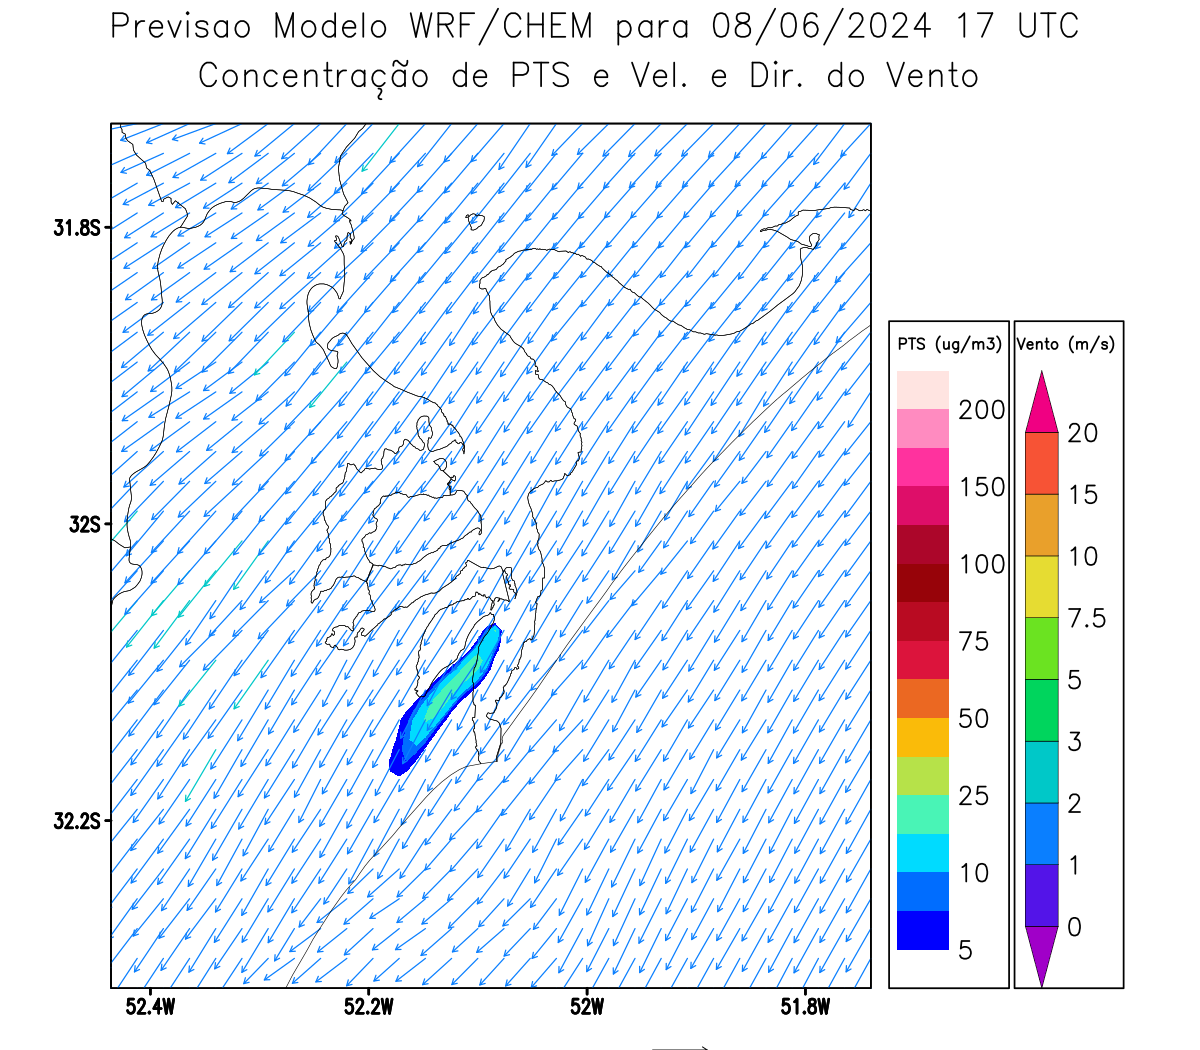 Previsao Modelo WRF/CHEM para 08/06/2024 17 UTC
Concentração de PTS e Vel. e Dir. do Vento
31.8S
32S
32.2S
52.4W 52.2W 52W 51.8W
PTS (ug/m3)
200
150
100
75
50
25
10
5
Vento (m/s)
20
15
10
7.5
5
3
2
1
0